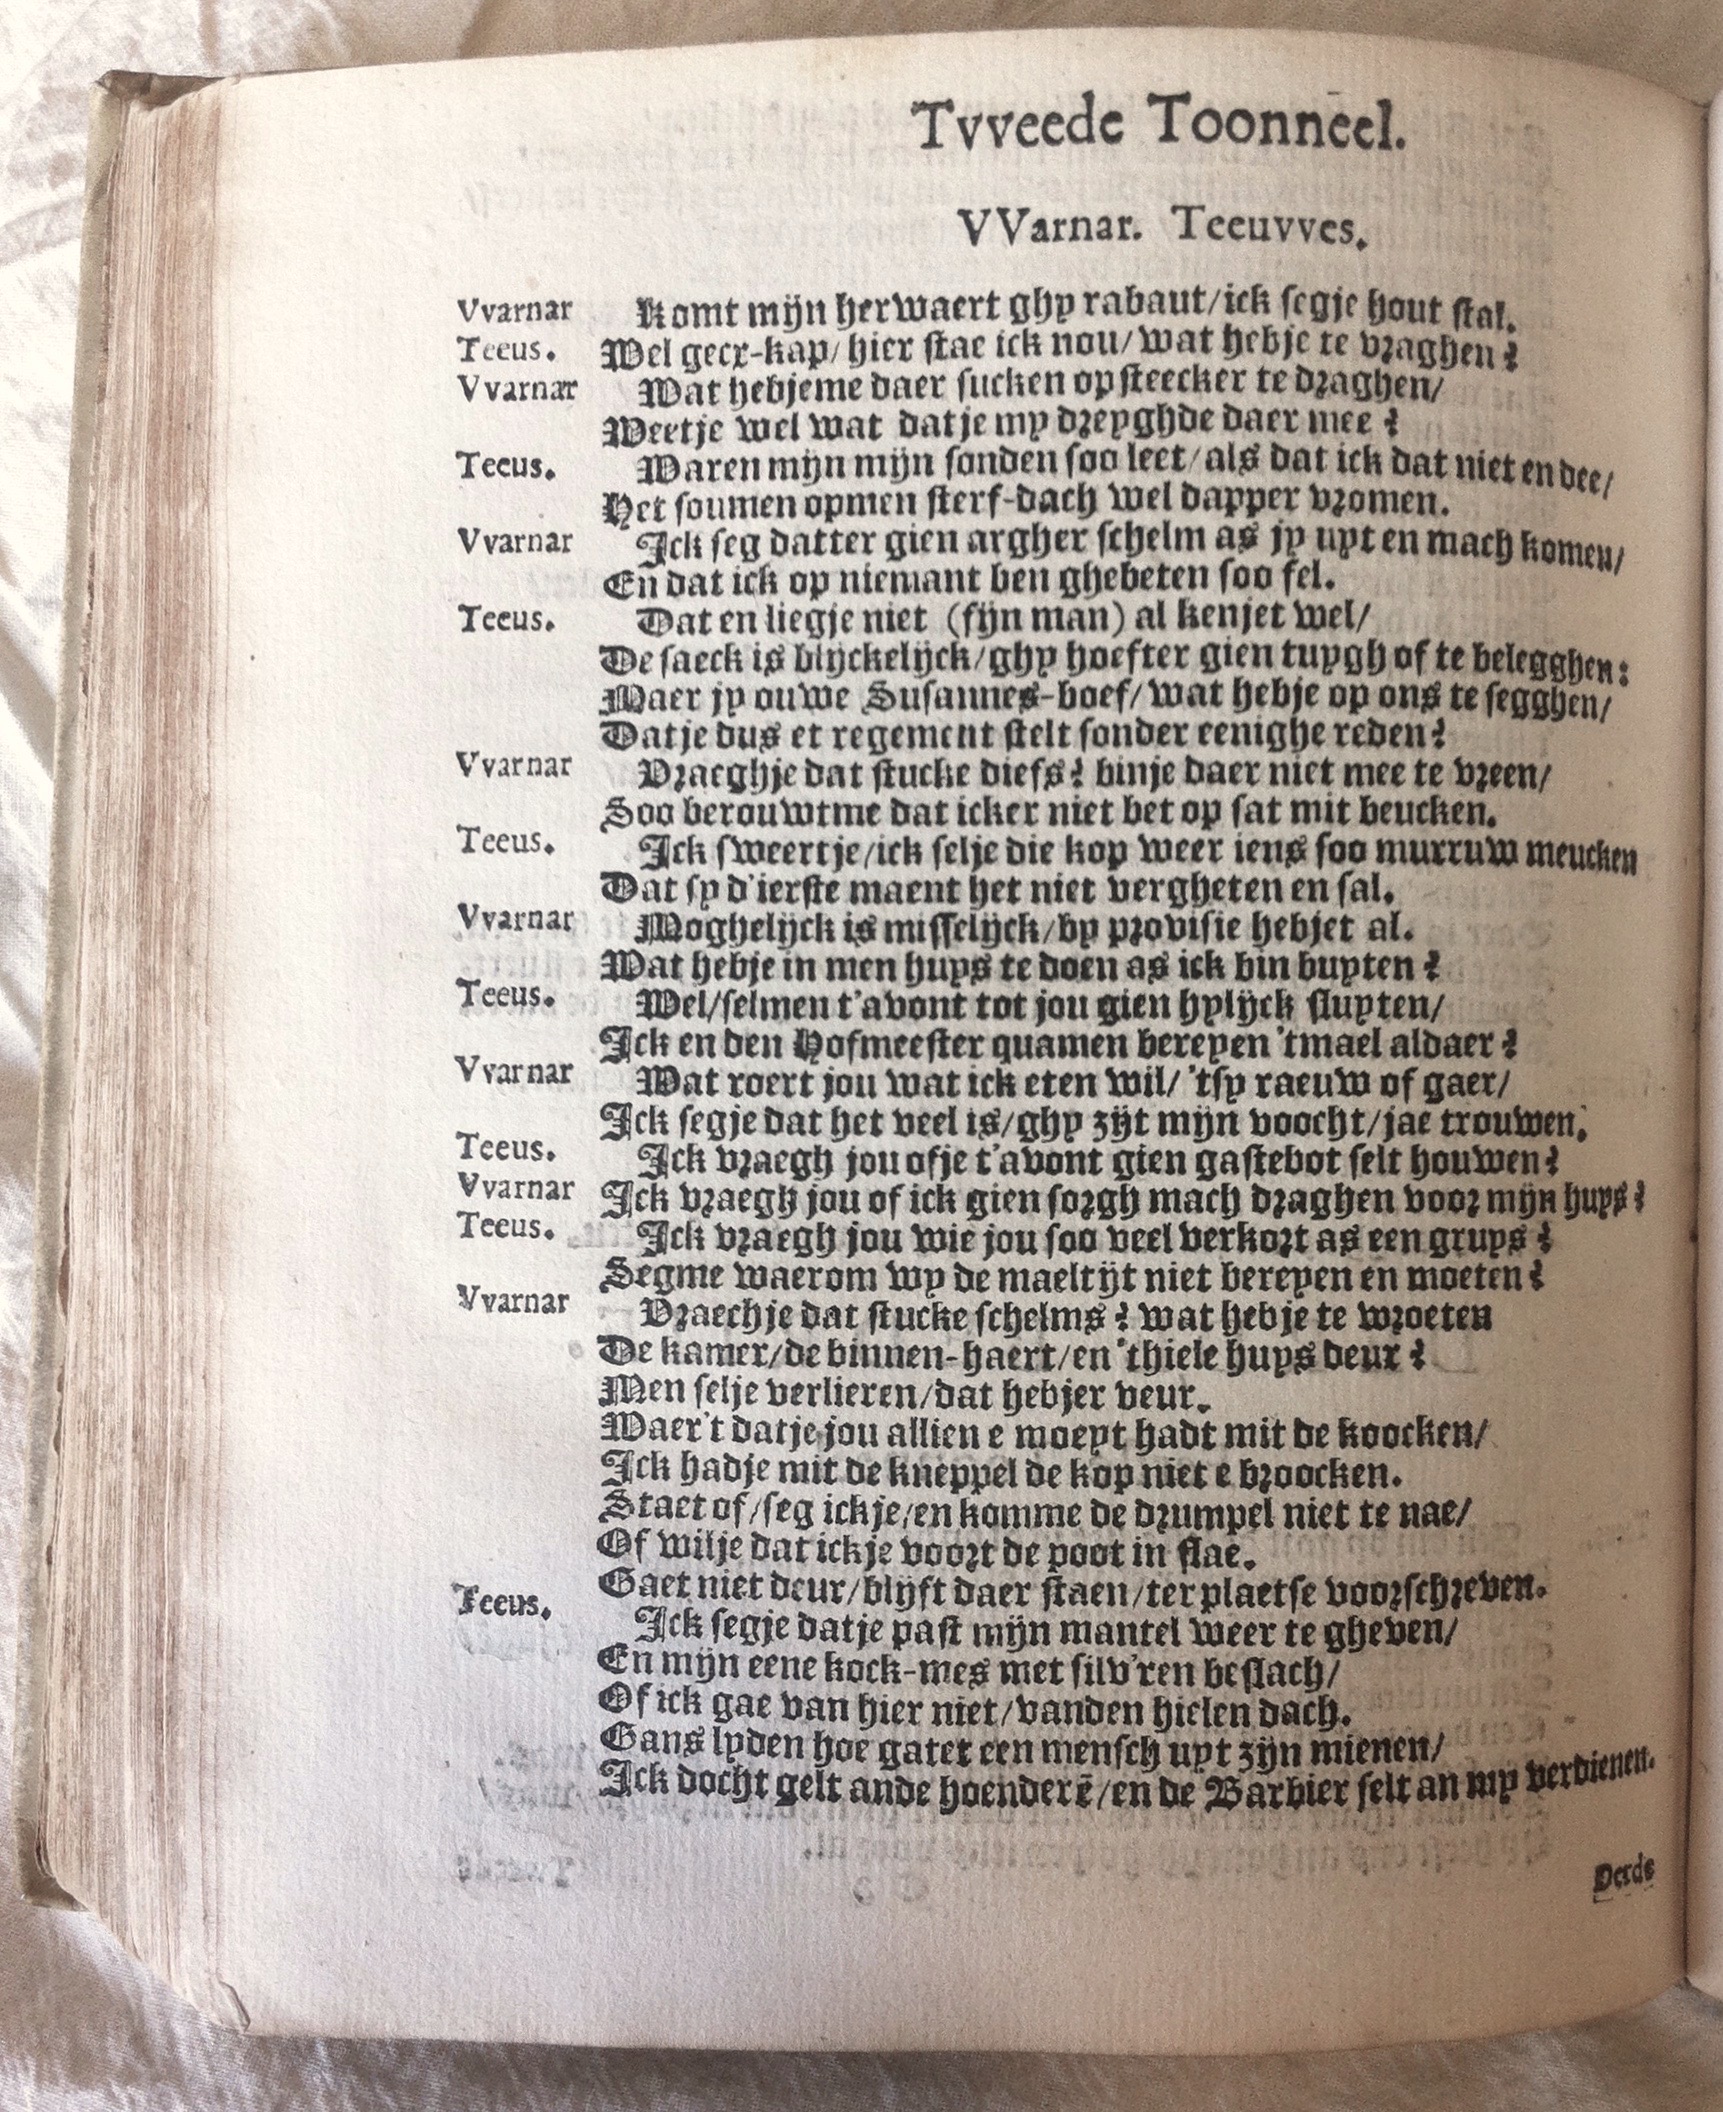 Tvveede Toonneel.
VVarnar. Teeuvves.
Vvarnar Komt mijn herwaert ghy rabaut/ick segje hout stal.
Teeus. Wel gecx-kap/hier stae ick nou/wat hebje te vraghen?
Vvarnar Wat hebjeme daer sucken opsteecker te draghen/
Weetje wel wat datje my dreyghde daer mee?
Teeus. Waren mijn mijn sonden soo leet/als dat ick dat niet en dee/
Het soumen opmen sterf-dach wel dapper vromen.
Vvarnar Ick seg datter gien argher schelm as jy uyt en mach komen/
En dat ick op niemant ben ghebeten soo fel.
Teeus. Dat en liegje niet (fijn man) al kenjet wel/
De saeck is blijckelijck/ghy hoefter gien tuygh of te belegghen:
Maer jy ouwe Susannes-boef/wat hebje op ons te segghen/
Datje dus et regement stelt sonder eenighe reden?
Vvarnar Vraeghje dat stucke diefs? binje daer niet mee te vreen/
Soo berouwtme dat icker niet bet op sat mit beucken.
Teeus. Ick sweertje/ick selje die kop weer iens soo murruw meucken
Dat sy d'ierste maent het niet vergheten en sal.
Vvarnar Moghelijck is misselijck/by provisie hebjet al.
Wat hebje in men huys te doen as ick bin buyten?
Teeus. Wel/selmen t'avont tot jou gien hylijck sluyten/
Ick en den Hofmeester quamen bereyen 'tmael aldaer?
Vvarnar Wat roert jou wat ick eten wil/'tsy raeuw of gaer/
Ick segje dat het veel is/ghy zijt mijn voocht/jae trouwen.
Teeus. Ick vraegh jou ofje t'avont gien gastebot selt houwen?
Vvarnar Ick vraegh jou of ick gien sorgh mach draghen voor mijn huys?
Teeus. Ick vraegh jou wie jou soo veel verkort as een gruys?
Segme waerom wy de maeltijt niet bereyen en moeten?
Vvarnar Vraechje dat stucke schelms? wat hebje te wroeten
De kamer/de binnen-haert/en 'thiele huys deur?
Men selje verlieren/dat hebjer veur.
Waer't datje jou allien e moeyt hadt mit de koocken/
Ick hadje mit de kneppel de kop niet e broocken.
Staet of/seg ick je/en komme de drumpel niet te nae/
Of wilje dat ick je voort de poot in slae.
Gaet niet deur/blijft daer staen/ter plaetse voorschreven.
Teeus. Ick segje datje past mijn mantel weer te gheven/
En mijn eene kock-mes met silv'ren beslach/
Of ick gae van hier niet/vanden hielen dach.
Gans lyden hoe gatet een mensch uyt zijn mienen/
Ick docht gelt ande hoenderē/en de Barbier selt an my verdienen.
Derde